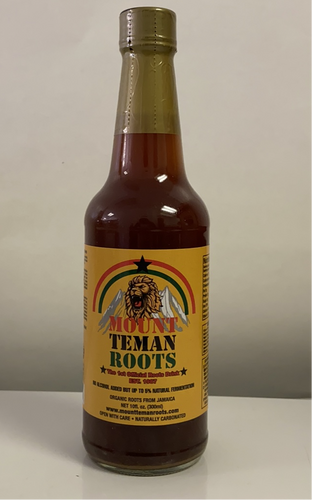 MOUNT
TEMAN
ROOTS
The 1st Official Roots Drink
ESTD. 1997
NO ALCOHOL ADDED BUT UP TO 5% NATURAL FERMENTATION
ORGANIC ROOTS FROM JAMAICA
NET 10fl. oz. (300ml)
www.mounttemanroots.com
OPEN WITH CARE • NATURALLY CARBONATED